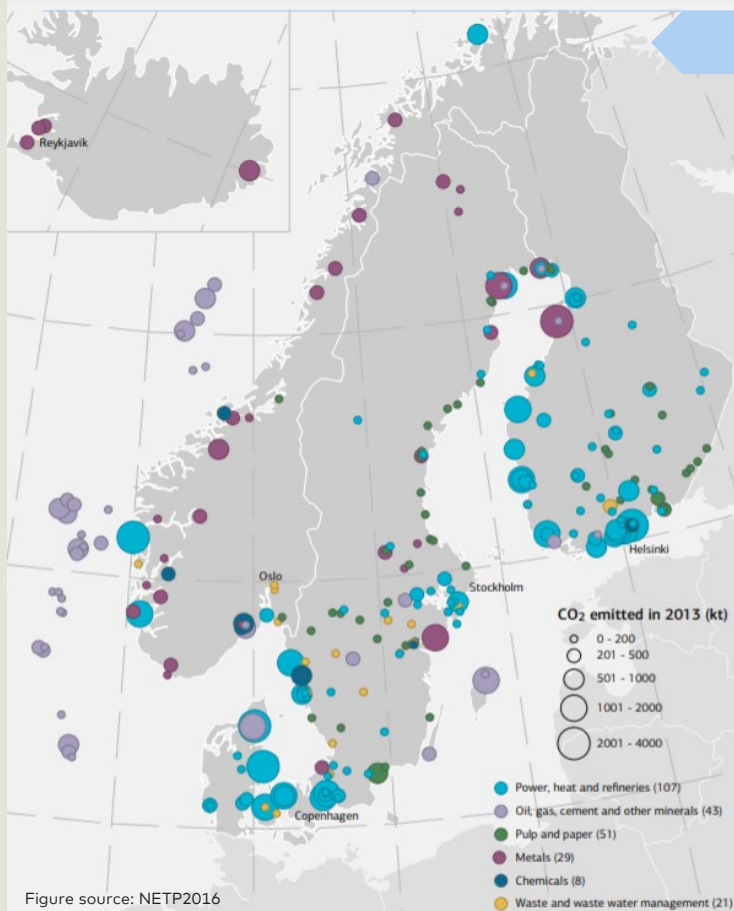 Reykjavik
Oslo
Stockholm
Helsinki
Copenhagen
CO₂ emitted in 2013 (kt)
0 - 200
201 - 500
501 - 1000
1001 - 2000
2001 - 4000
Power, heat and refineries (107)
Oil, gas, cement and other minerals (43)
Pulp and paper (51)
Metals (29)
Chemicals (8)
Waste and waste water management (21)
Figure source: NETP2016